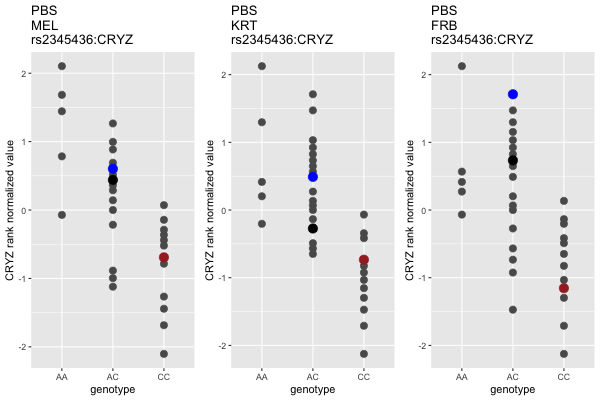 PBS
MEL
rs2345436:CRYZ
CRYZ rank normalized value
2
1
0
-1
-2
AA
AC
CC
genotype
PBS
KRT
rs2345436:CRYZ
CRYZ rank normalized value
2
1
0
-1
-2
AA
AC
CC
genotype
PBS
FRB
rs2345436:CRYZ
CRYZ rank normalized value
2
1
0
-1
-2
AA
AC
CC
genotype